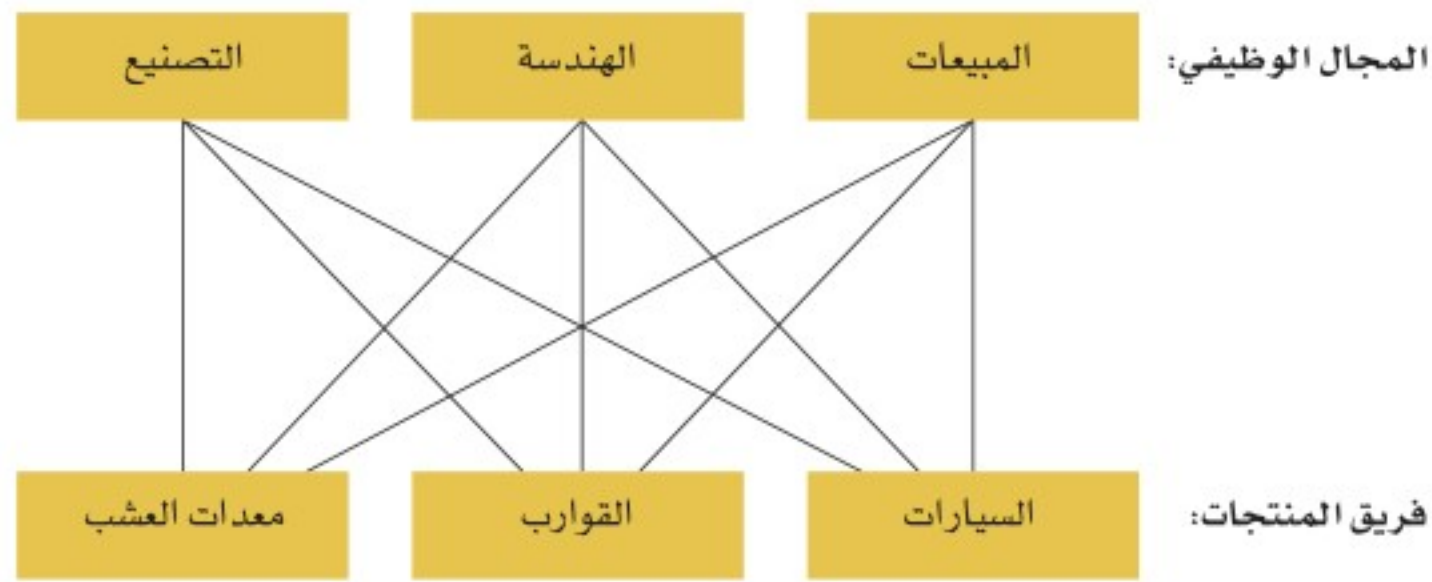 المجال الوظيفي: المبيعات الهندسة التصنيع
فريق المنتجات: السيارات القوارب معدات العشب